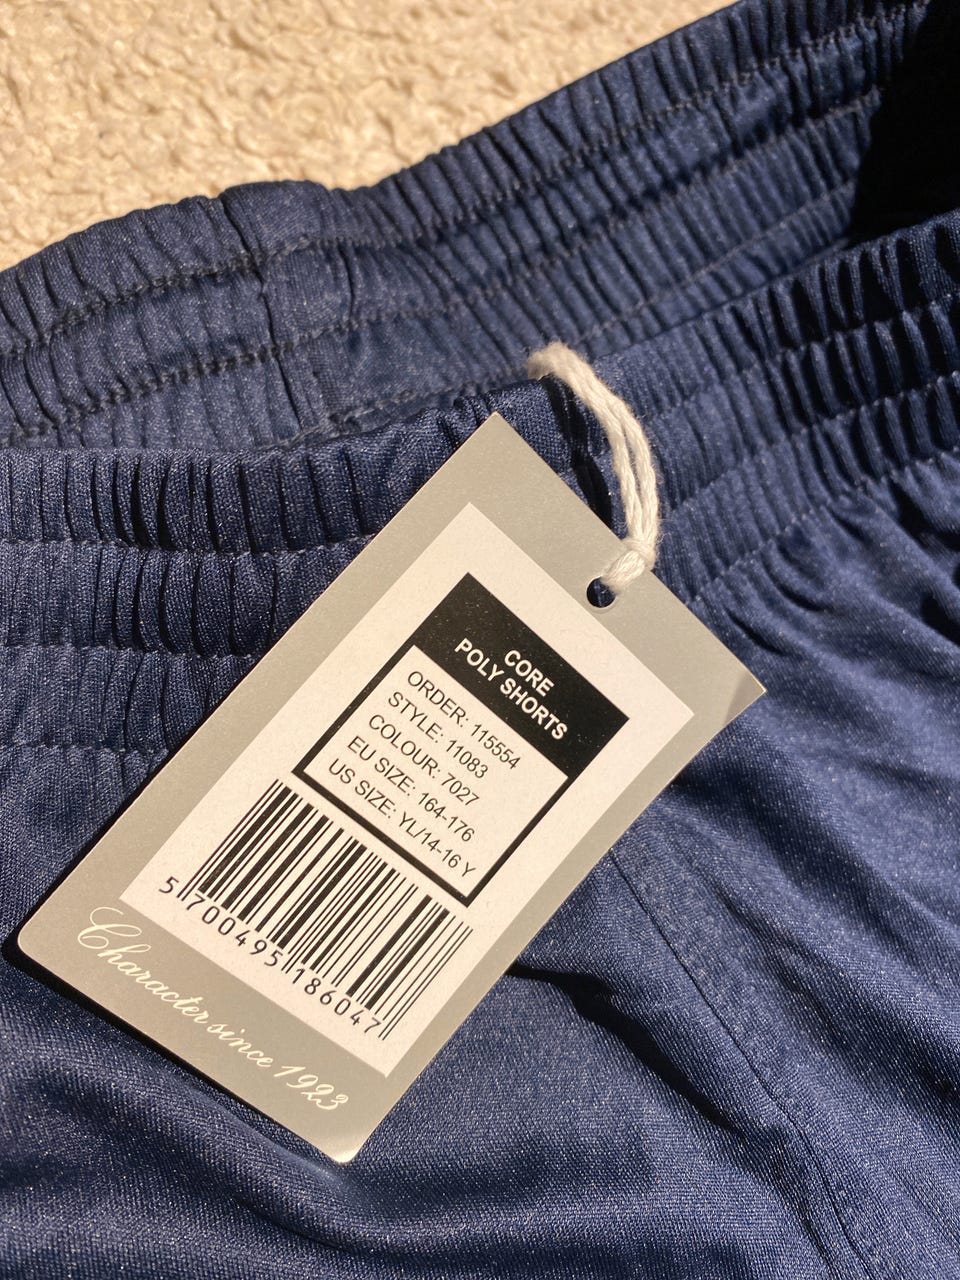 CORE
POLY SHORTS
ORDER: 115554
STYLE: 11083
COLOUR: 7027
EU SIZE: 164-176
US SIZE: YL/14-16 Y
5 700495 186047
Character since 1923